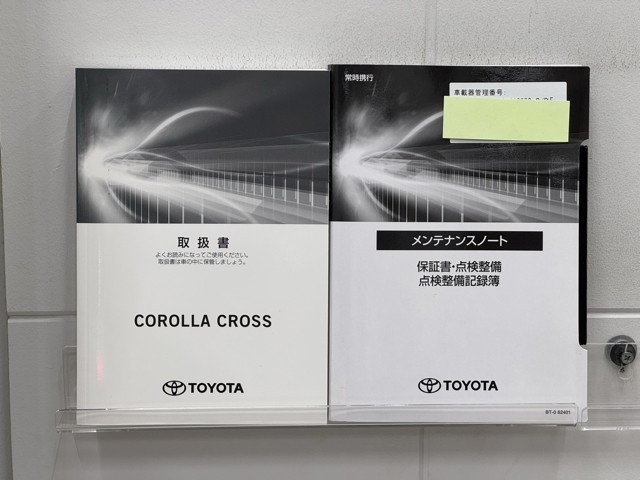 取扱書
よくお読みになってご使用ください。
取扱書は車の中に保管しましょう。
COROLLA CROSS
TOYOTA
常時携行
車載器管理番号:
メンテナンスノート
保証書・点検整備
点検整備記録簿
TOYOTA
BT-0 62401